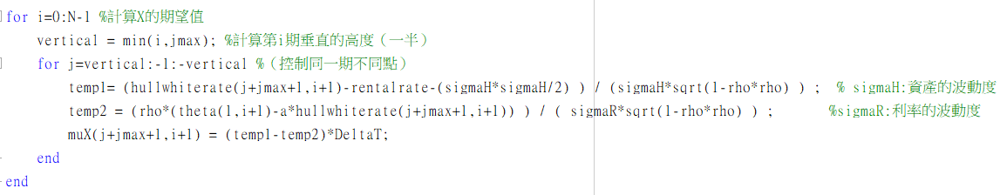 for i=0:N-1 %計算X的期望值
vertical = min(i,jmax); %計算第i期垂直的高度（一半）
for j=vertical:-1:-vertical %（控制同一期不同點）
temp1= (hullwhiterate(j+jmax+1,i+1)-rentalrate-(sigmaH*sigmaH/2) ) / (sigmaH*sqrt(1-rho*rho) ) ; % sigmaH:資產的波動度
temp2 = (rho*(theta(1,i+1)-a*hullwhiterate(j+jmax+1,i+1)) ) / ( sigmaR*sqrt(1-rho*rho) ) ; %sigmaR:利率的波動度
muX(j+jmax+1,i+1) = (temp1-temp2)*DeltaT;
end
end